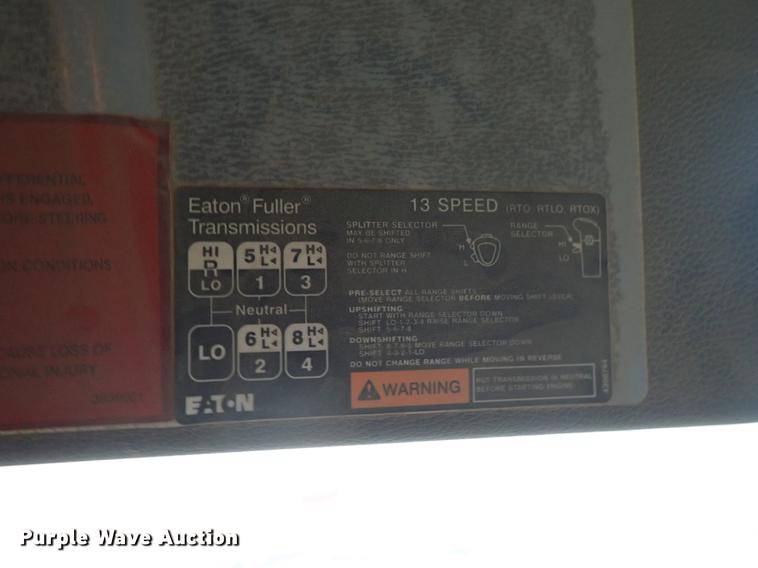 IFFERENTIAL
IS ENGAGED,
ORE STEERING
ON CONDITIONS
CAUSE LOSS OF
ONAL INJURY
Eaton® Fuller®
Transmissions
HI
R
LO
5 H
L
1
7 H
L
3
Neutral
LO
6 H
L
2
8 H
L
4
EATON
13 SPEED (RTO, RTLO, RTOX)
SPLITTER SELECTOR
MAY BE SHIFTED
IN 5-6-7-8 ONLY
H
L
DO NOT RANGE SHIFT
WITH SPLITTER
SELECTOR IN H
RANGE
SELECTOR
HI
LO
PRE-SELECT ALL RANGE SHIFTS
(MOVE RANGE SELECTOR BEFORE MOVING SHIFT LEVER)
UPSHIFTING
START WITH RANGE SELECTOR DOWN
SHIFT LO-1-2-3-4 RAISE RANGE SELECTOR
SHIFT 5-6-7-8
DOWNSHIFTING
SHIFT 8-7-6-5 MOVE RANGE SELECTOR DOWN
SHIFT 4-3-2-1-LO
DO NOT CHANGE RANGE WHILE MOVING IN REVERSE
WARNING
PUT TRANSMISSION IN NEUTRAL
BEFORE STARTING ENGINE
Purple Wave Auction